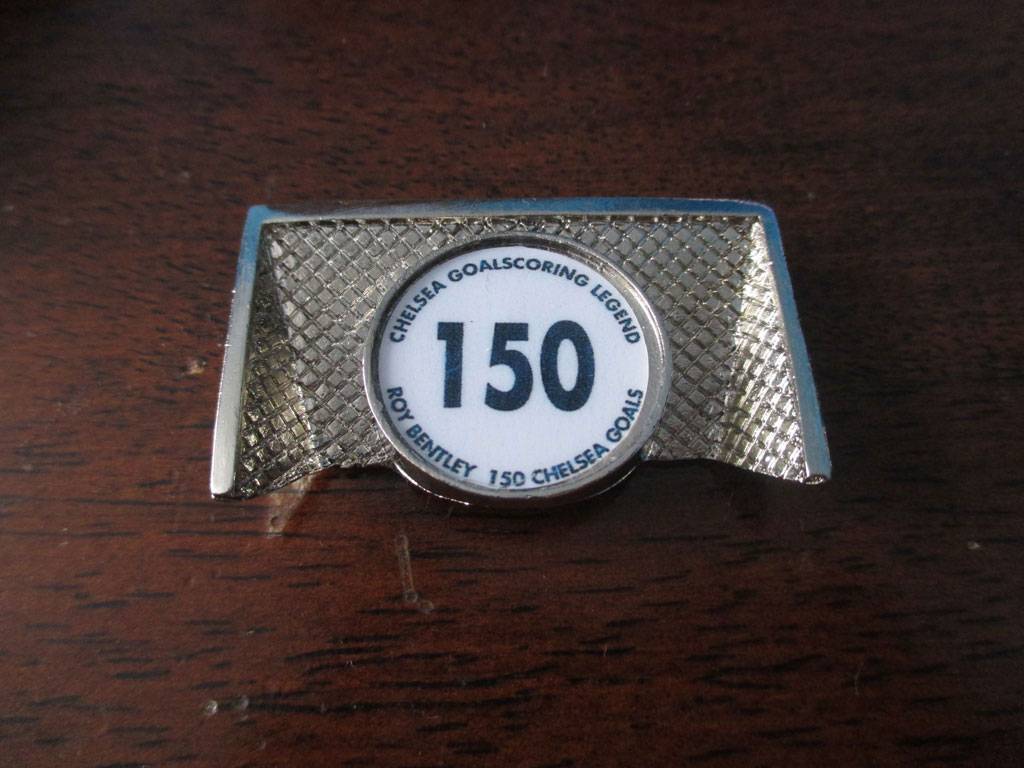 CHELSEA GOALSCORING LEGEND
150
ROY BENTLEY 150 CHELSEA GOALS